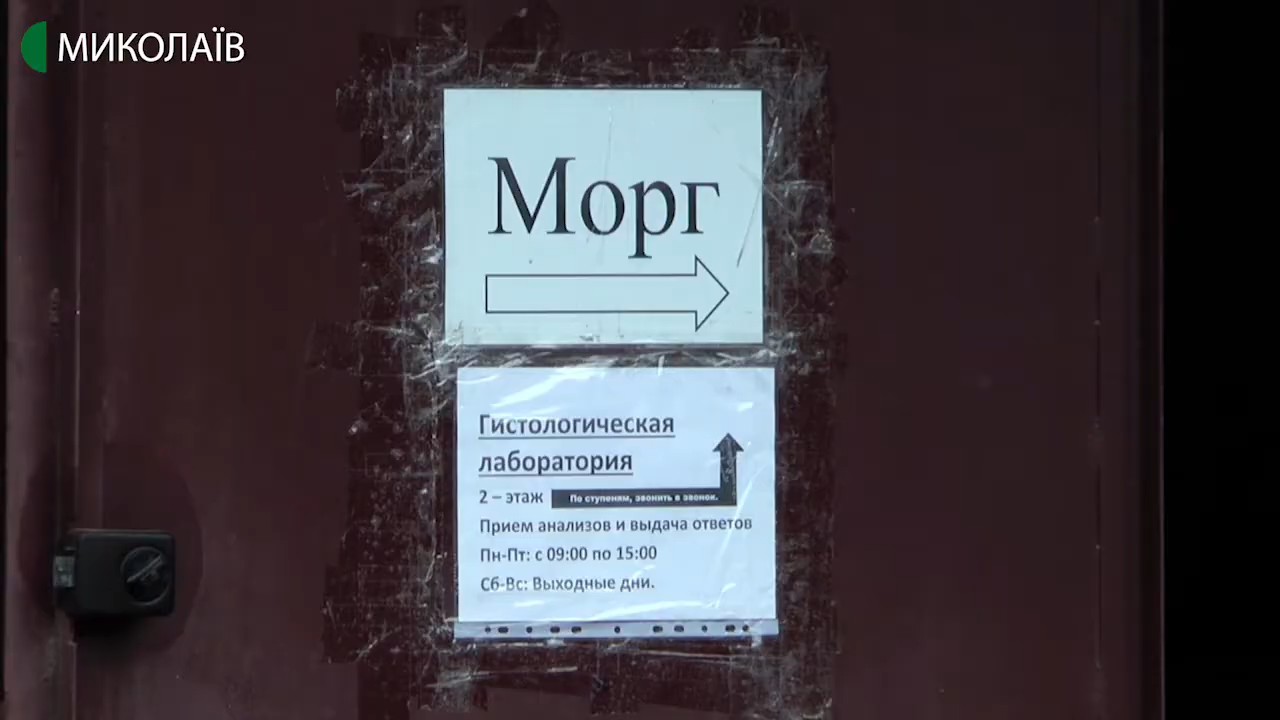 МИКОЛАЇВ
Морг
Гистологическая
лаборатория
2 – этаж По ступеням, звонить в звонок.
Прием анализов и выдача ответов
Пн-Пт: с 09:00 по 15:00
Сб-Вс: Выходные дни.